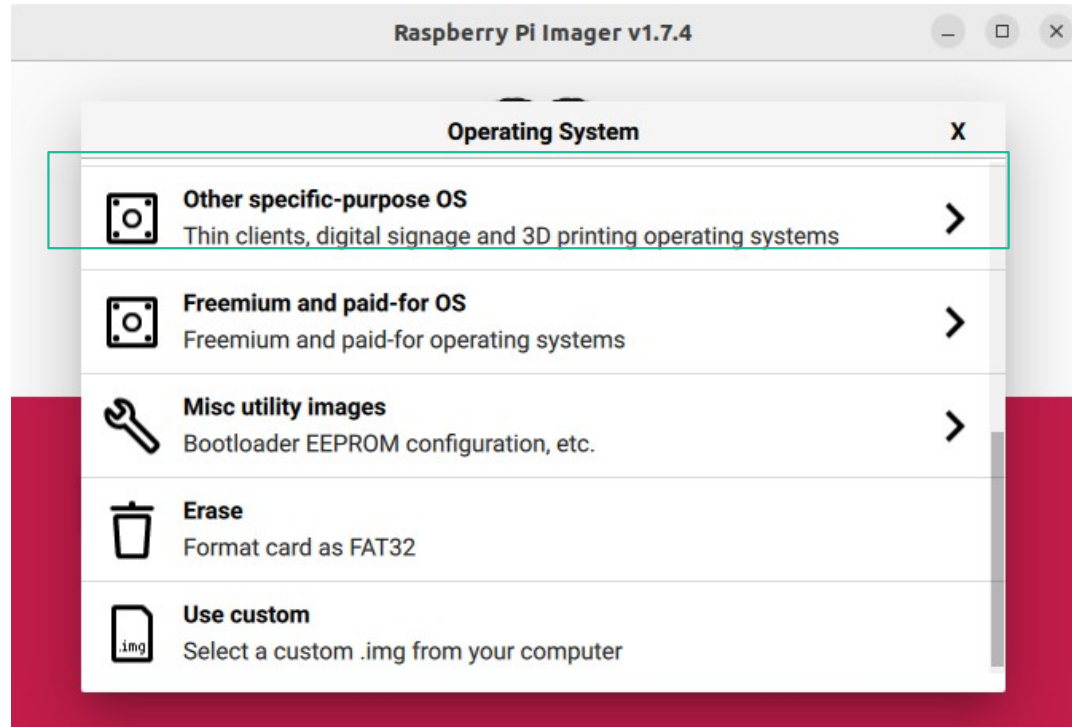 Raspberry Pi Imager v1.7.4
Operating System
X
Other specific-purpose OS
Thin clients, digital signage and 3D printing operating systems
Freemium and paid-for OS
Freemium and paid-for operating systems
Misc utility images
Bootloader EEPROM configuration, etc.
Erase
Format card as FAT32
Use custom
.img
Select a custom .img from your computer